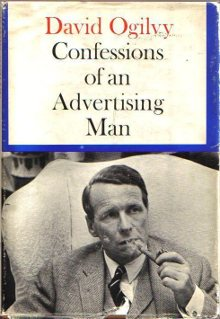 David Ogilvy
Confessions
of an
Advertising
Man